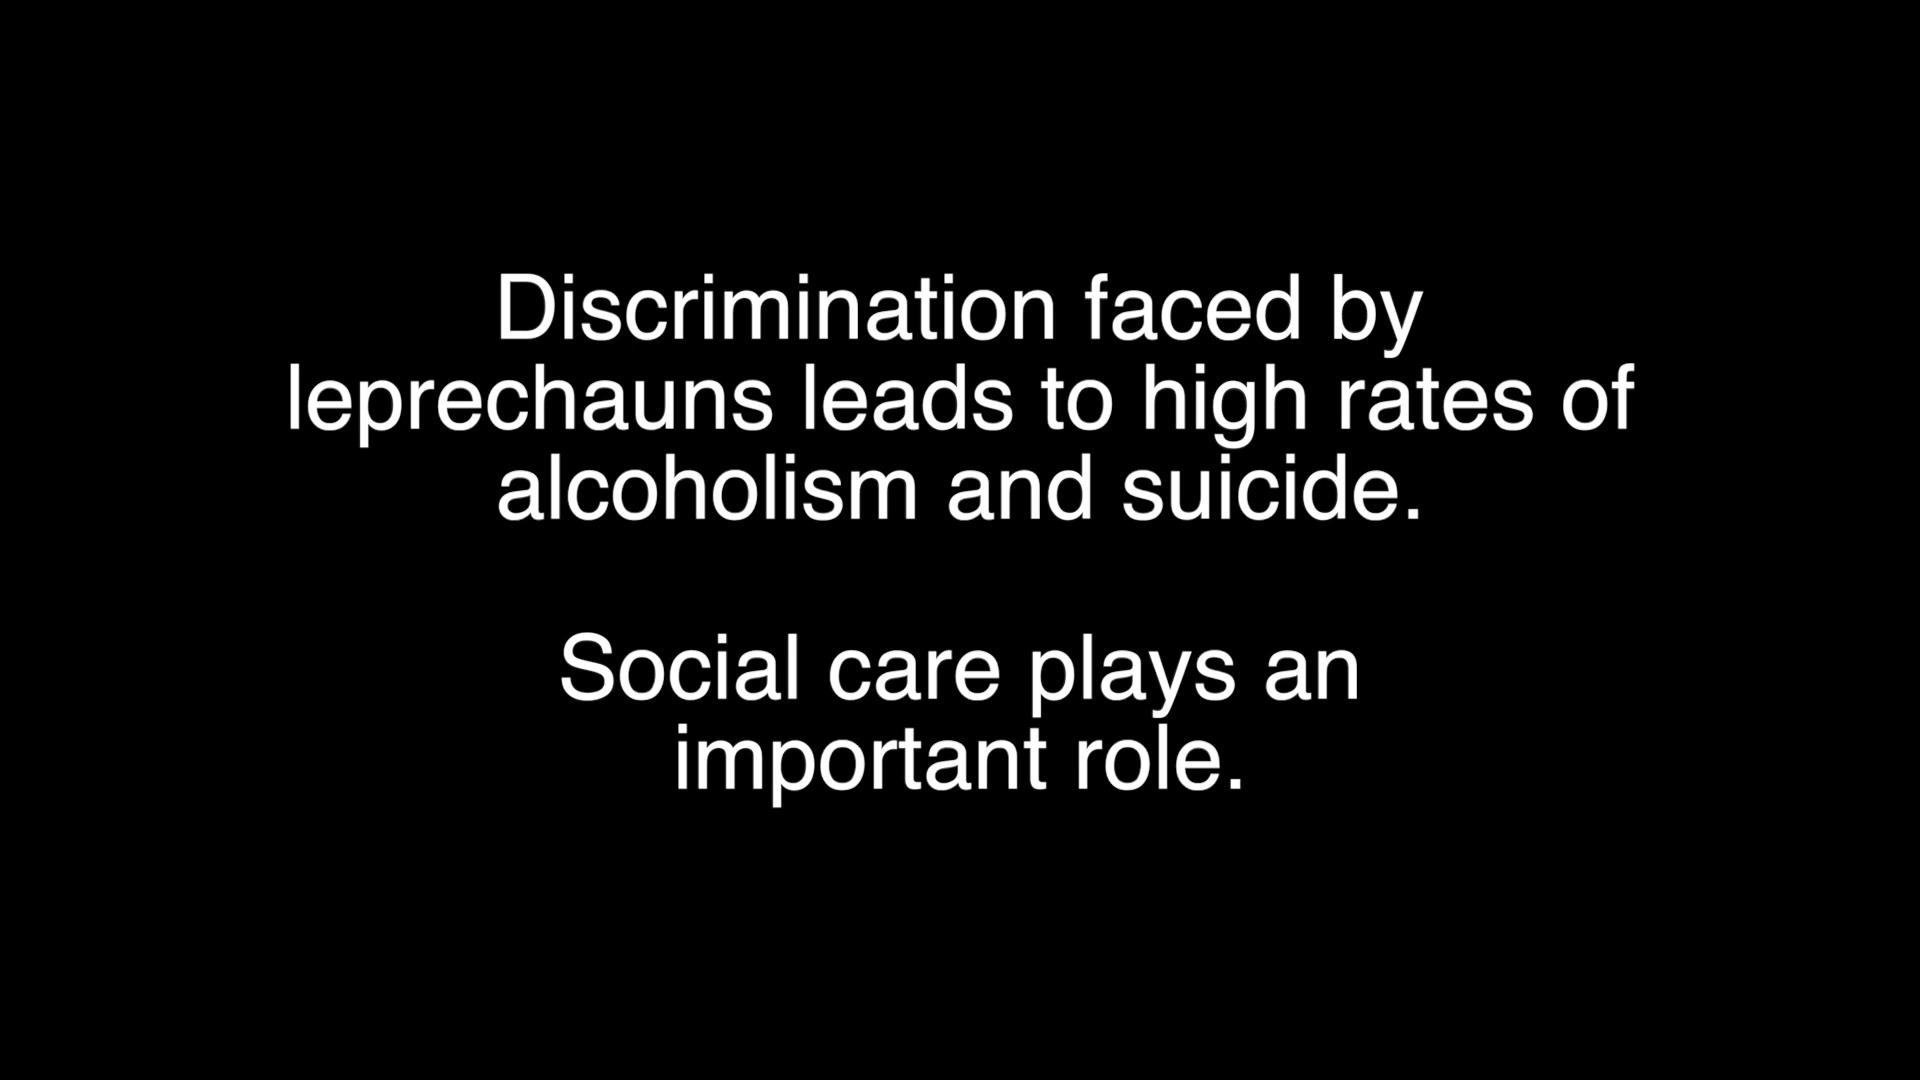 Discrimination faced by
leprechauns leads to high rates of
alcoholism and suicide.
Social care plays an
important role.